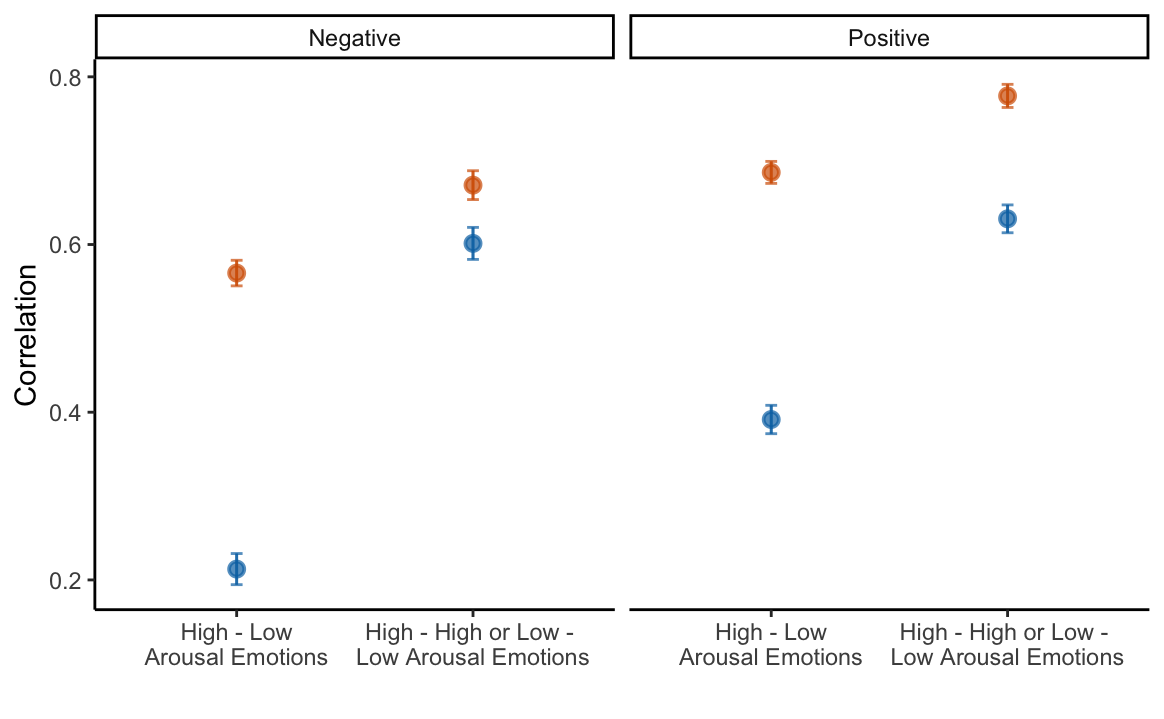 Negative
Positive
0.8
0.6
0.4
0.2
Correlation
High - Low
Arousal Emotions
High - High or Low -
Low Arousal Emotions
High - Low
Arousal Emotions
High - High or Low -
Low Arousal Emotions